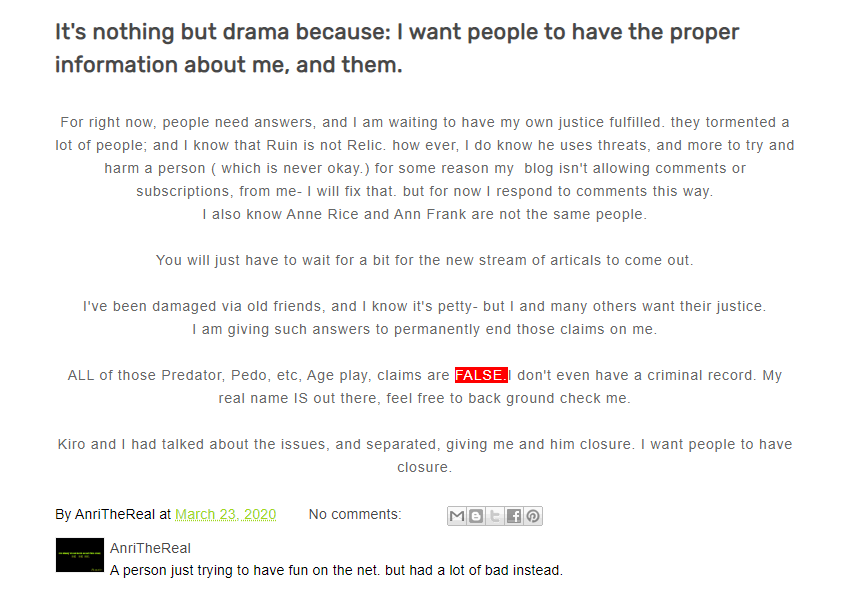 It's nothing but drama because: I want people to have the proper
information about me, and them.
For right now, people need answers, and I am waiting to have my own justice fulfilled. they tormented a
lot of people; and I know that Ruin is not Relic. how ever, I do know he uses threats, and more to try and
harm a person ( which is never okay.) for some reason my  blog isn't allowing comments or
subscriptions, from me- I will fix that. but for now I respond to comments this way.
I also know Anne Rice and Ann Frank are not the same people.
You will just have to wait for a bit for the new stream of articals to come out.
I've been damaged via old friends, and I know it's petty- but I and many others want their justice.
I am giving such answers to permanently end those claims on me.
ALL of those Predator, Pedo, etc, Age play, claims are FALSE. I don't even have a criminal record. My
real name IS out there, feel free to back ground check me.
Kiro and I had talked about the issues, and separated, giving me and him closure. I want people to have
closure.
By AnriTheReal at March 23, 2020 No comments:
AnriTheReal
A person just trying to have fun on the net. but had a lot of bad instead.